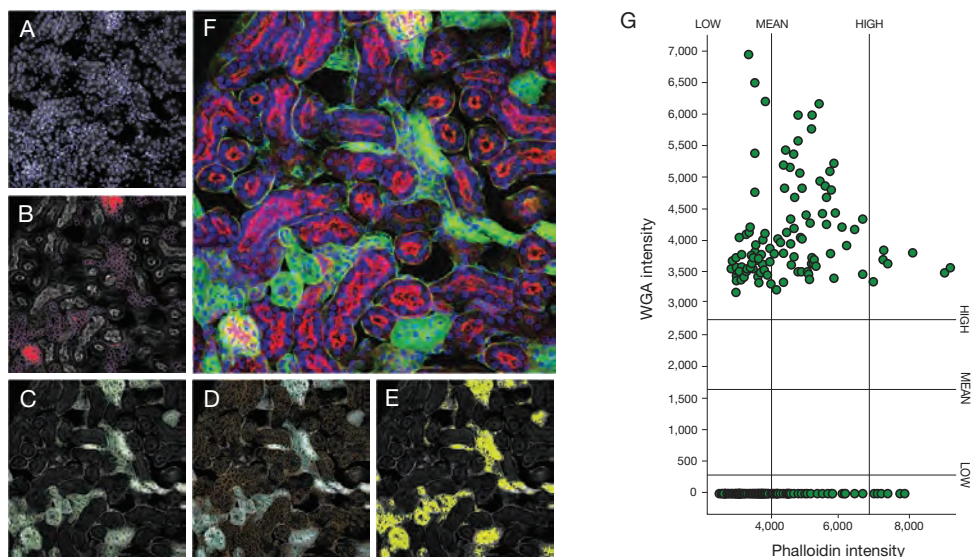 A
F
G
LOW
MEAN
HIGH
7,000
6,500
6,000
5,500
5,000
4,500
4,000
3,500
3,000
2,500
2,000
1,500
1,000
500
0
WGA intensity
HIGH
MEAN
LOW
4,000
6,000
8,000
Phalloidin intensity
B
C
D
E